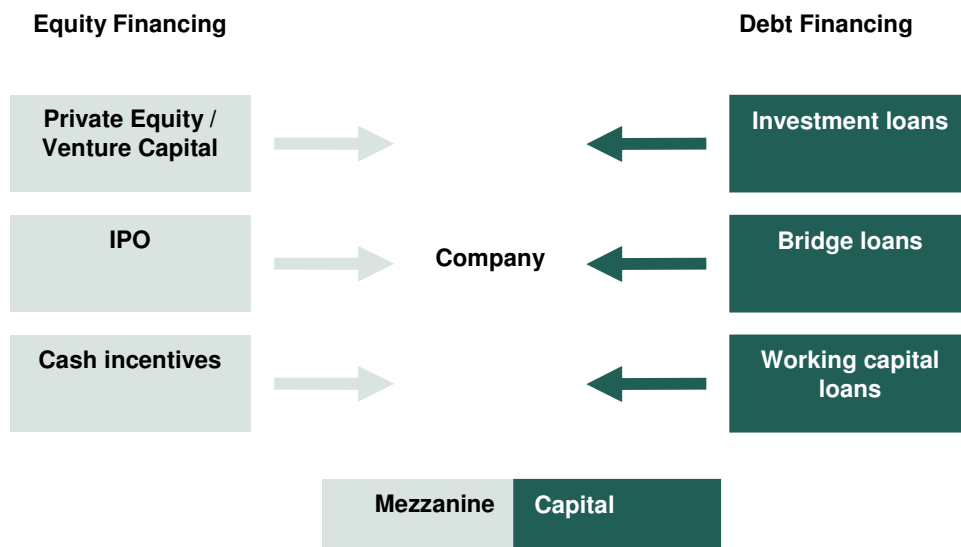 Equity Financing
Debt Financing
Private Equity /
Venture Capital
Investment loans
IPO
Company
Bridge loans
Cash incentives
Working capital
loans
Mezzanine Capital